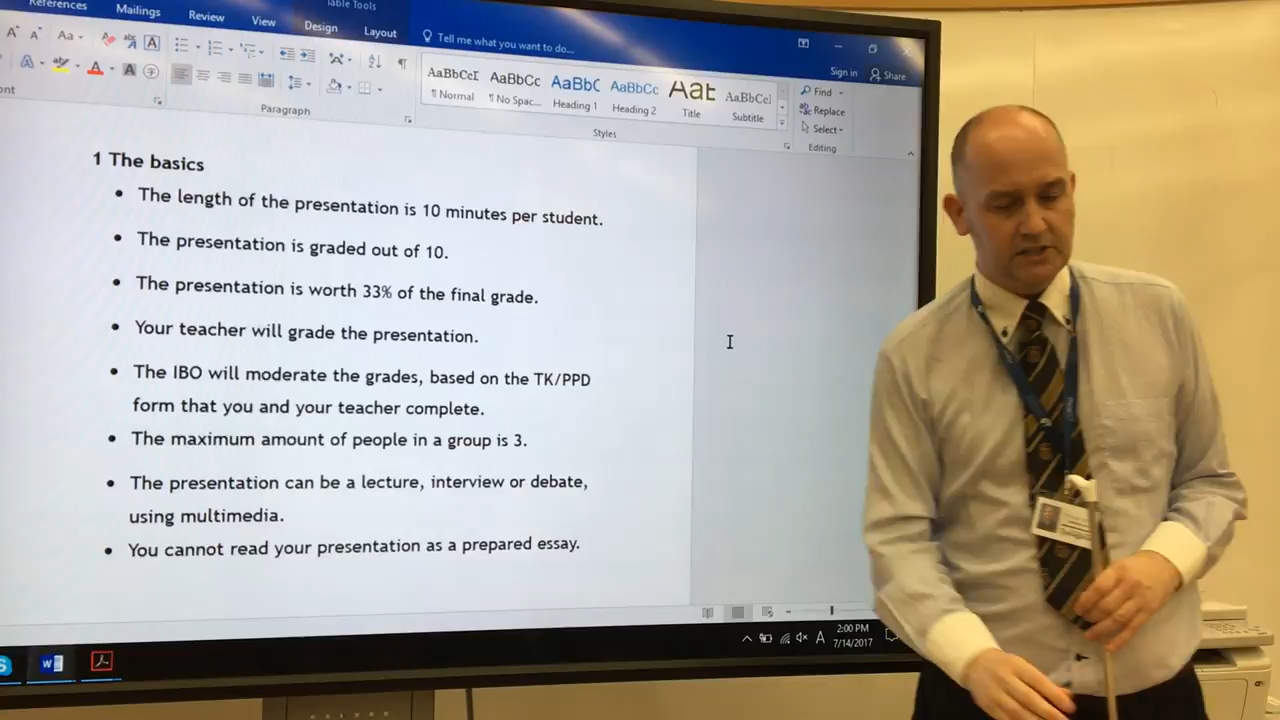 References
Mailings
Review
View
Table Tools
Design
Layout
Tell me what you want to do...
Sign in
Share
Aa
A
AaBbCcI
¶ Normal
AaBbCc
¶ No Spac...
AaBbC
Heading 1
AaBbCc
Heading 2
Aat
Title
AaBbCcl
Subtitle
Find
Replace
Select
Paragraph
Styles
Editing
1 The basics
• The length of the presentation is 10 minutes per student.
• The presentation is graded out of 10.
• The presentation is worth 33% of the final grade.
• Your teacher will grade the presentation.
• The IBO will moderate the grades, based on the TK/PPD
form that you and your teacher complete.
• The maximum amount of people in a group is 3.
• The presentation can be a lecture, interview or debate,
using multimedia.
• You cannot read your presentation as a prepared essay.
A
2:00 PM
7/14/2017